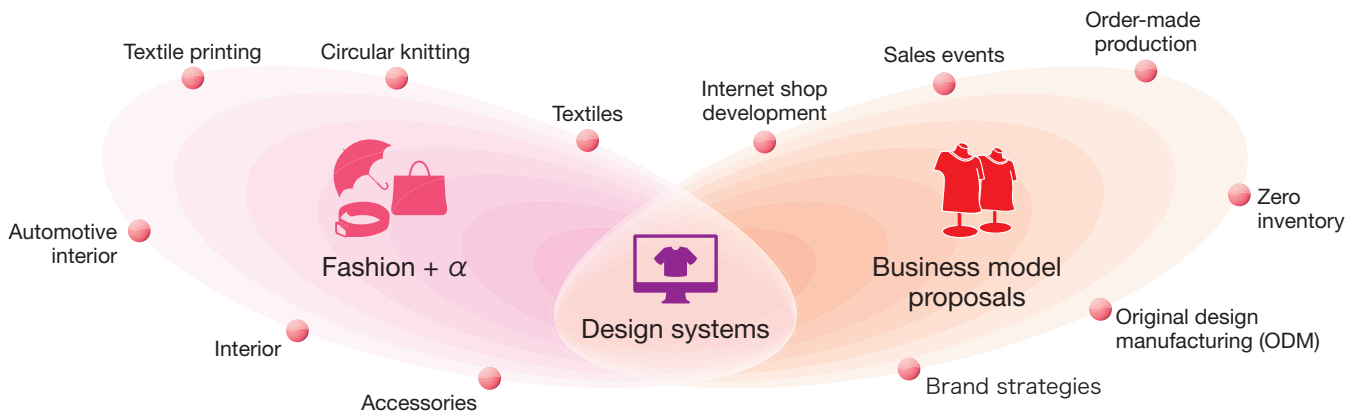 Textile printing
Circular knitting
Textiles
Automotive
interior
Fashion + α
Interior
Accessories
Design systems
Internet shop
development
Sales events
Order-made
production
Zero
inventory
Business model
proposals
Original design
manufacturing (ODM)
Brand strategies